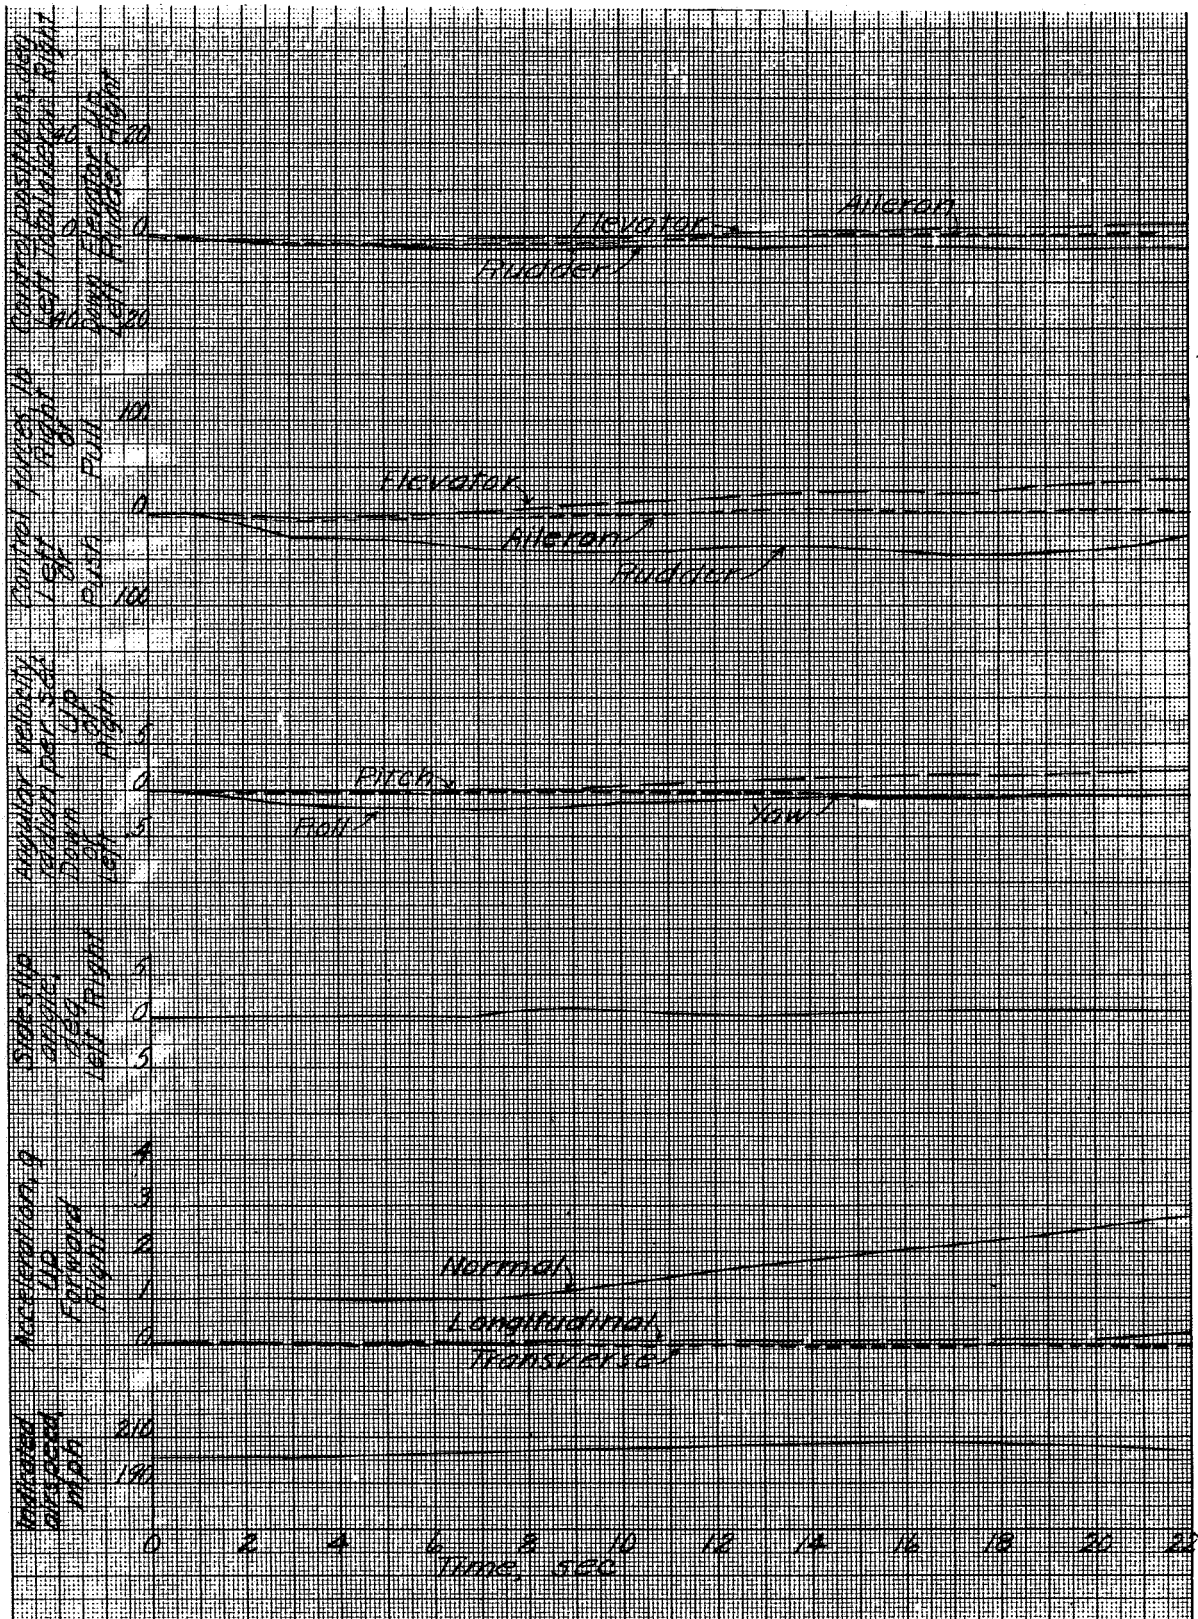 Control positions, deg
Left Total aileron Right
40 0 40
Down Elevator Up
Left Rudder Right
20
0
20
Elevator
Aileron
Rudder
Control forces, lb
Left Right
or or
Push Pull
100
0
100
Elevator
Aileron
Rudder
Angular velocity,
radian per sec
Down Up
or or
Left Right
.5
0
.5
Pitch
Roll
Yaw
Sideslip
angle,
deg
Left Right
5
0
5
Acceleration, g
Up
Forward
Right
4
3
2
1
0
Normal
Longitudinal
Transverse
Indicated
airspeed,
mph
210
190
0 2 4 6 8 10 12 14 16 18 20 22
Time, sec